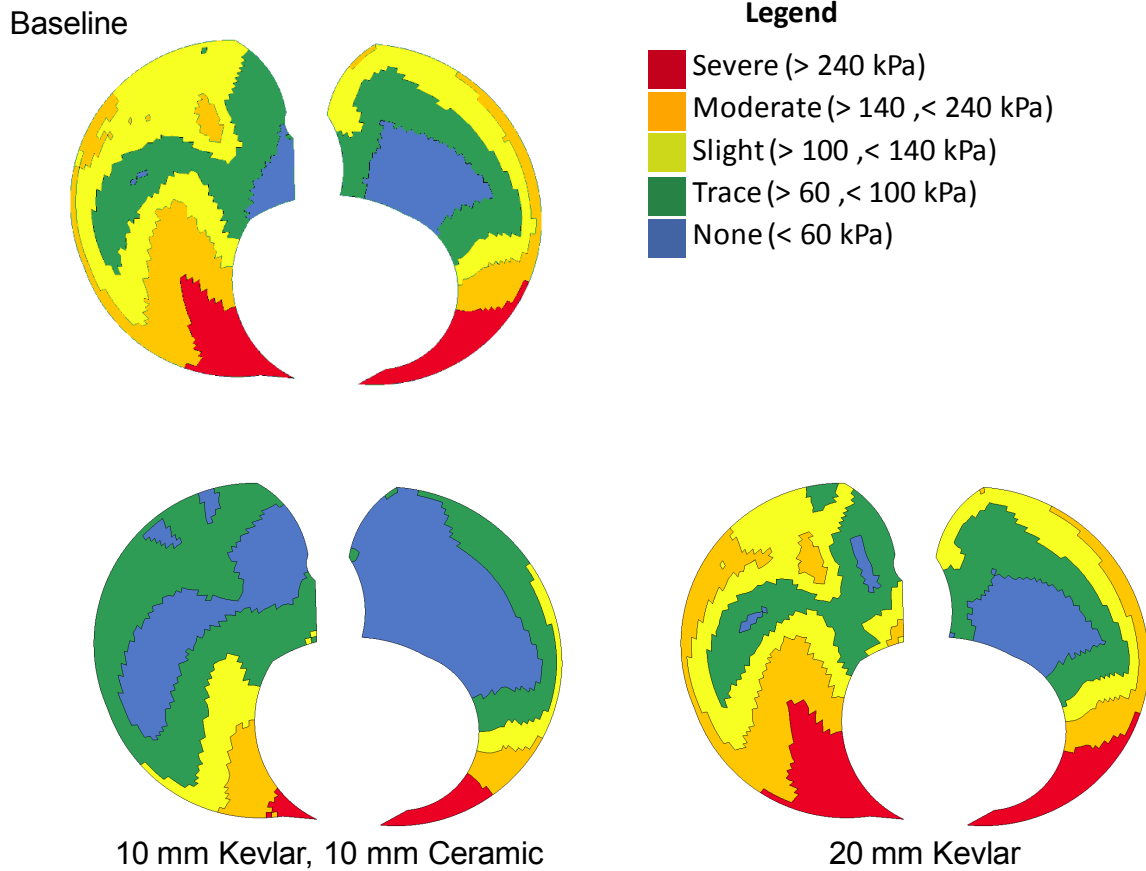 Baseline
Legend
Severe (> 240 kPa)
Moderate (> 140 ,< 240 kPa)
Slight (> 100 ,< 140 kPa)
Trace (> 60 ,< 100 kPa)
None (< 60 kPa)
10 mm Kevlar, 10 mm Ceramic
20 mm Kevlar